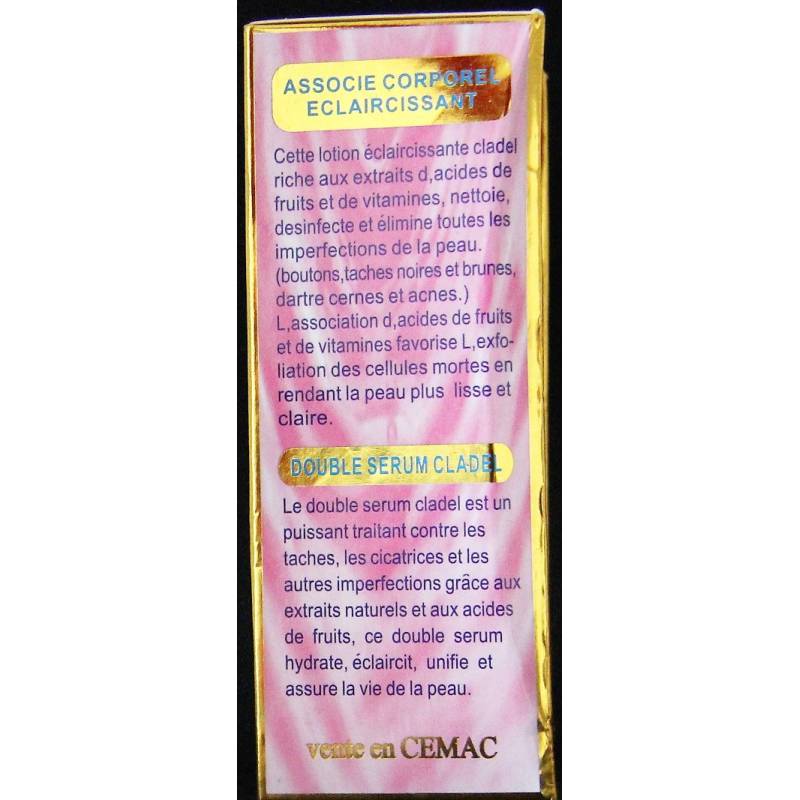 ASSOCIE CORPOREL
ECLAIRCISSANT
Cette lotion éclaircissante cladel
riche aux extraits d,acides de
fruits et de vitamines, nettoie,
desinfecte et élimine toutes les
imperfections de la peau.
(boutons,taches noires et brunes,
dartre cernes et acnes.)
L,association d,acides de fruits
et de vitamines favorise L,exfo-
liation des cellules mortes en
rendant la peau plus lisse et
claire.
DOUBLE SERUM CLADEL
Le double serum cladel est un
puissant traitant contre les
taches, les cicatrices et les
autres imperfections grâce aux
extraits naturels et aux acides
de fruits, ce double serum
hydrate, éclaircit, unifie et
assure la vie de la peau.
vente en CEMAC